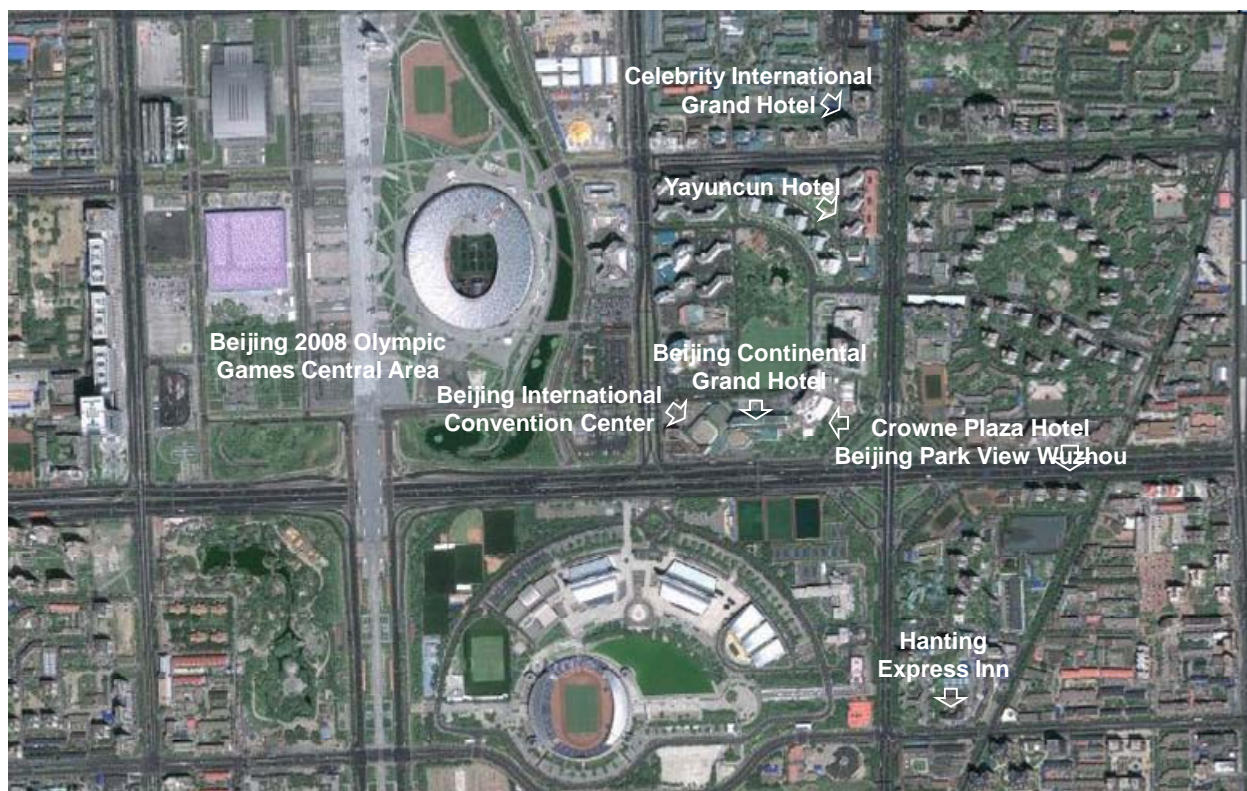 Celebrity International
Grand Hotel
Yayuncun Hotel
Beijing 2008 Olympic
Games Central Area
Beijing Continental
Grand Hotel
Beijing International
Convention Center
Crowne Plaza Hotel
Beijing Park View Wuzhou
Hanting
Express Inn